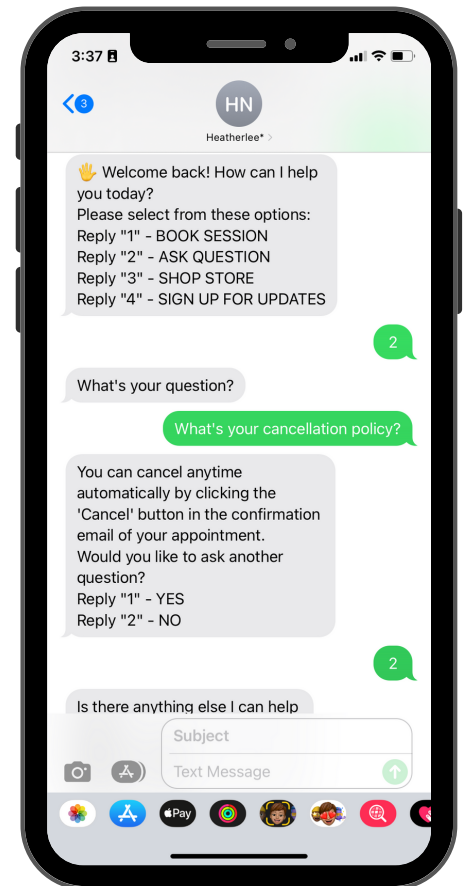 3:37
3
HN
Heatherlee*
👋 Welcome back! How can I help
you today?
Please select from these options:
Reply "1" - BOOK SESSION
Reply "2" - ASK QUESTION
Reply "3" - SHOP STORE
Reply "4" - SIGN UP FOR UPDATES
2
What's your question?
What's your cancellation policy?
You can cancel anytime
automatically by clicking the
'Cancel' button in the confirmation
email of your appointment.
Would you like to ask another
question?
Reply "1" - YES
Reply "2" - NO
2
Is there anything else I can help
Subject
Text Message
Pay